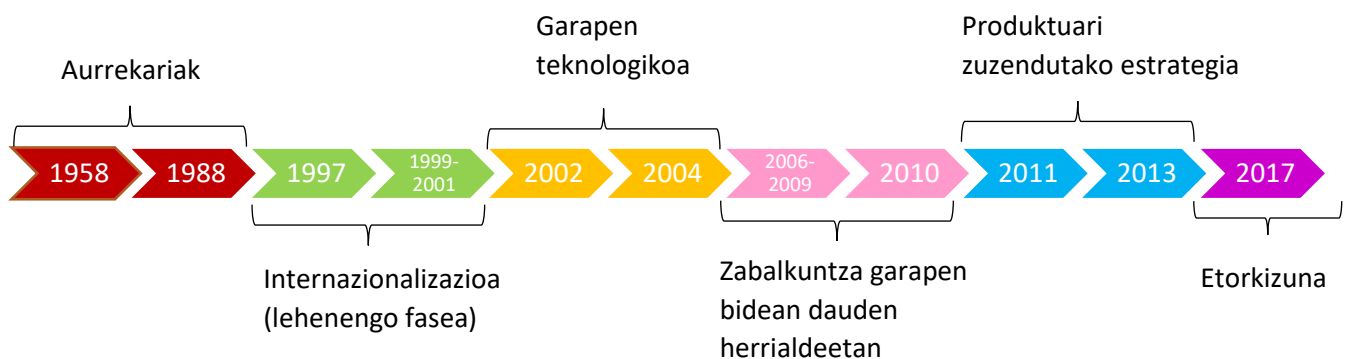 Aurrekariak
Garapen
teknologikoa
Produktuari
zuzendutako estrategia
1958
1988
1997
1999-
2001
2002
2004
2006-
2009
2010
2011
2013
2017
Internazionalizazioa
(lehenengo fasea)
Zabalkuntza garapen
bidean dauden
herrialdeetan
Etorkizuna